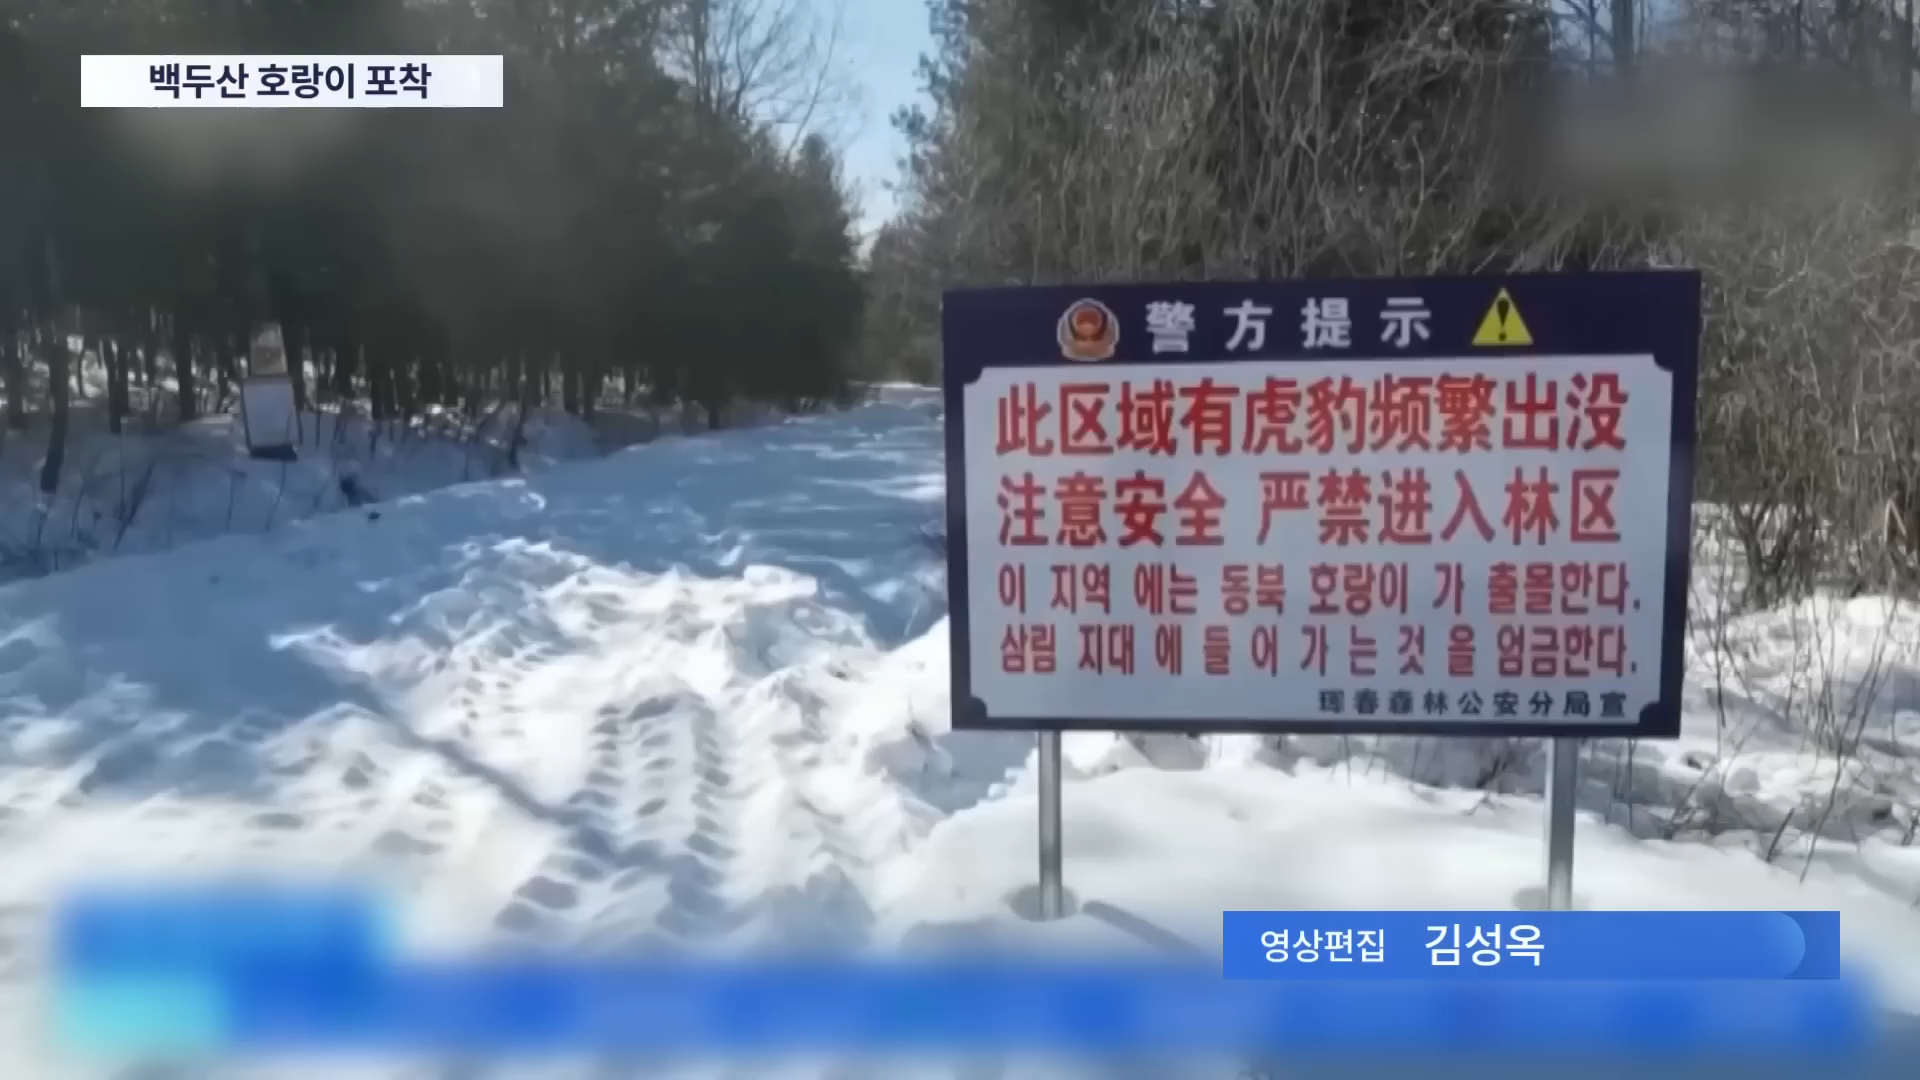 백두산 호랑이 포착
警方提示
此区域有虎豹频繁出没
注意安全 严禁进入林区
이 지역 에는 동북 호랑이 가 출몰한다.
삼림 지대 에 들 어 가 는 것 을 엄금한다.
珲春森林公安分局宣
영상편집 김성옥